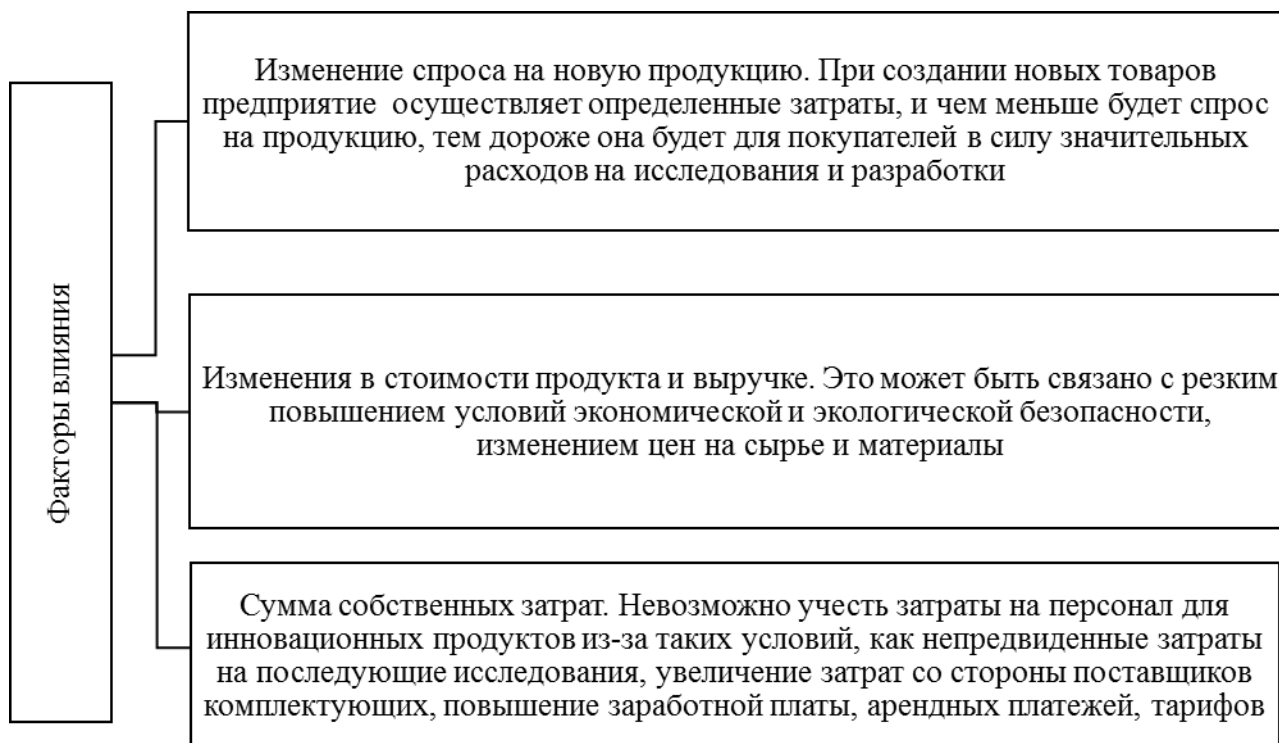 Факторы влияния
Изменение спроса на новую продукцию. При создании новых товаров
предприятие осуществляет определенные затраты, и чем меньше будет спрос
на продукцию, тем дороже она будет для покупателей в силу значительных
расходов на исследования и разработки
Изменения в стоимости продукта и выручке. Это может быть связано с резким
повышением условий экономической и экологической безопасности,
изменением цен на сырье и материалы
Сумма собственных затрат. Невозможно учесть затраты на персонал для
инновационных продуктов из-за таких условий, как непредвиденные затраты
на последующие исследования, увеличение затрат со стороны поставщиков
комплектующих, повышение заработной платы, арендных платежей, тарифов